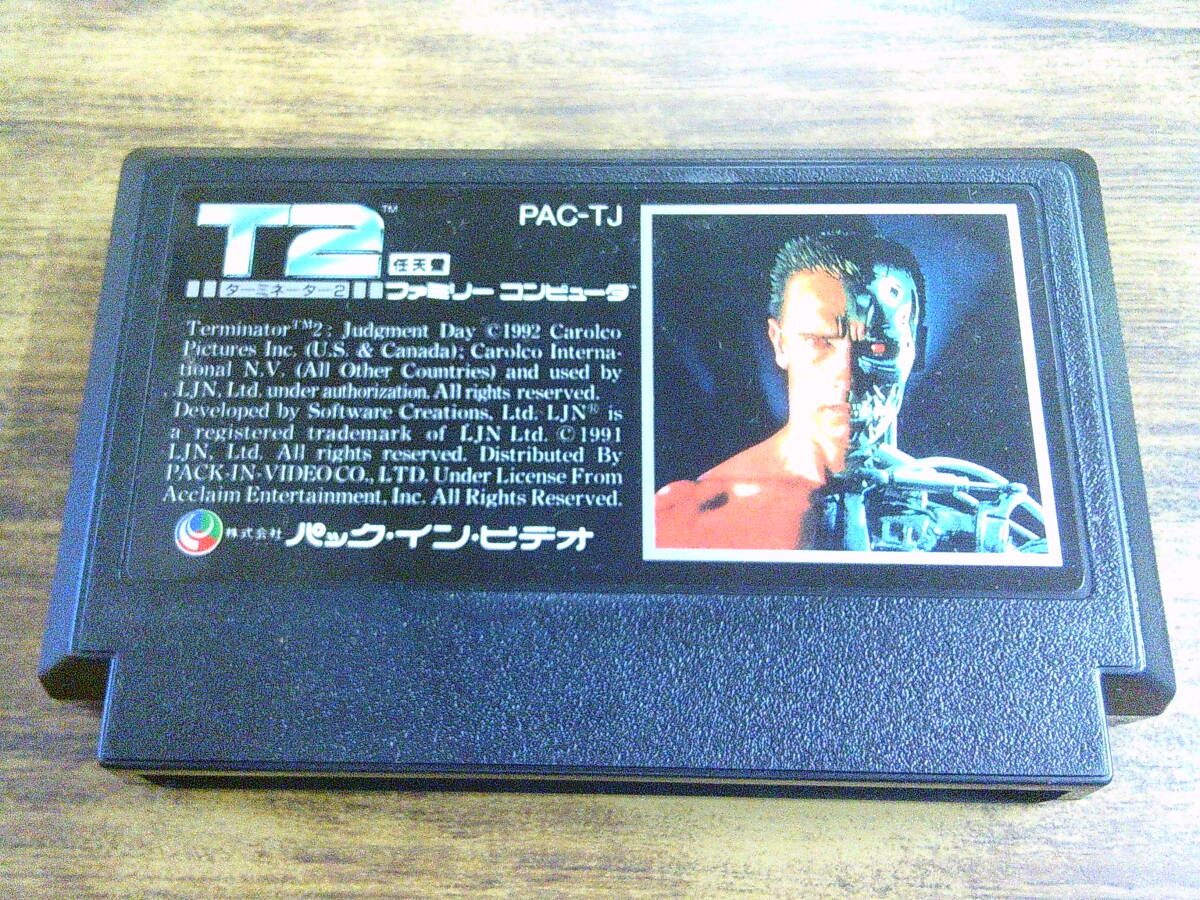 T2™
PAC-TJ
任天堂
ターミネーター2
ファミリーコンピュータ™
Terminator™2: Judgment Day ©1992 Carolco
Pictures Inc. (U.S. & Canada); Carolco Interna-
tional N.V. (All Other Countries) and used by
LJN, Ltd. under authorization. All rights reserved.
Developed by Software Creations, Ltd. LJN® is
a registered trademark of LJN Ltd. ©1991
LJN, Ltd. All rights reserved. Distributed By
PACK-IN-VIDEO CO., LTD. Under License From
Acclaim Entertainment, Inc. All Rights Reserved.
株式会社 パック・イン・ビデオ